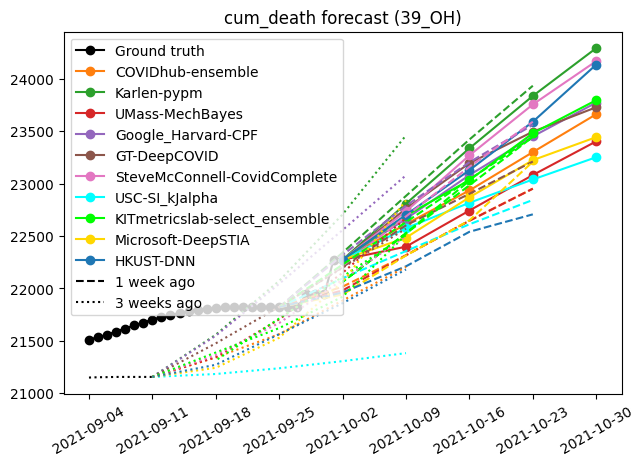 cum_death forecast (39_OH)
Ground truth
COVIDhub-ensemble
Karlen-pypm
UMass-MechBayes
Google_Harvard-CPF
GT-DeepCOVID
SteveMcConnell-CovidComplete
USC-SI_kJalpha
KITmetricslab-select_ensemble
Microsoft-DeepSTIA
HKUST-DNN
1 week ago
3 weeks ago
24000
23500
23000
22500
22000
21500
21000
2021-09-04
2021-09-11
2021-09-18
2021-09-25
2021-10-02
2021-10-09
2021-10-16
2021-10-23
2021-10-30